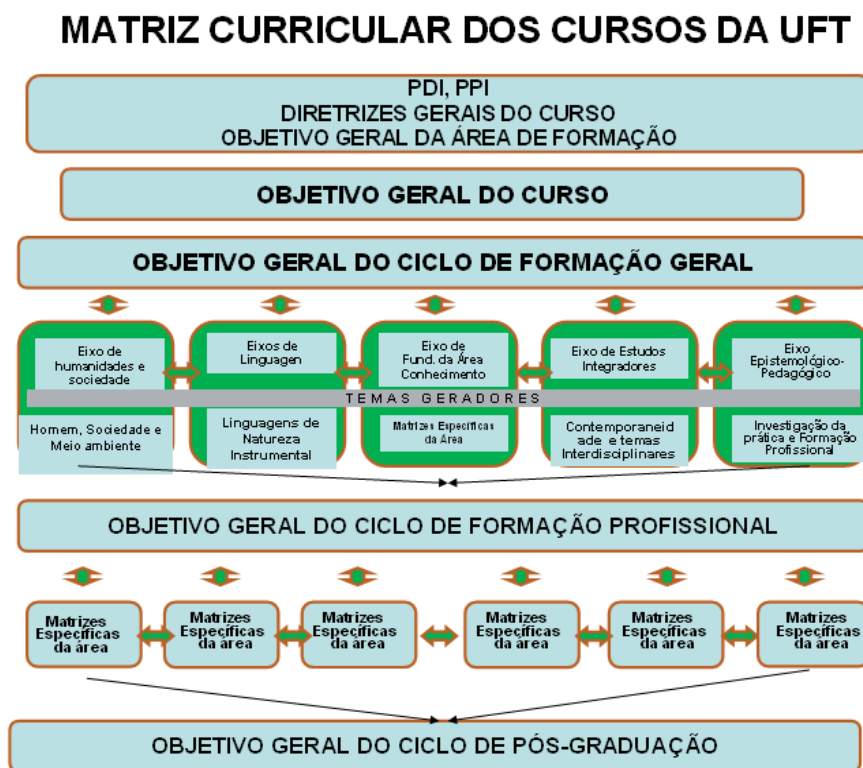 MATRIZ CURRICULAR DOS CURSOS DA UFT
PDI, PPI
DIRETRIZES GERAIS DO CURSO
OBJETIVO GERAL DA ÁREA DE FORMAÇÃO
OBJETIVO GERAL DO CURSO
OBJETIVO GERAL DO CICLO DE FORMAÇÃO GERAL
Eixo de
humanidades e
sociedade
Eixos de
Linguagen
Eixo de
Fund. da Área
Conhecimento
Eixo de Estudos
Integradores
Eixo
Epistemológico-
Pedagógico
TEMAS GERADORES
Homem, Sociedade e
Meio ambiente
Linguagens de
Natureza
Instrumental
Matrizes Específicas
da Área
Contemporaneid
ade e temas
Interdisciplinares
Investigação da
prática e Formação
Profissional
OBJETIVO GERAL DO CICLO DE FORMAÇÃO PROFISSIONAL
Matrizes
Específicas
da área
Matrizes
Específicas
da área
Matrizes
Específicas
da área
Matrizes
Específicas
da área
Matrizes
Específicas
da área
Matrizes
Específicas
da área
OBJETIVO GERAL DO CICLO DE PÓS-GRADUAÇÃO